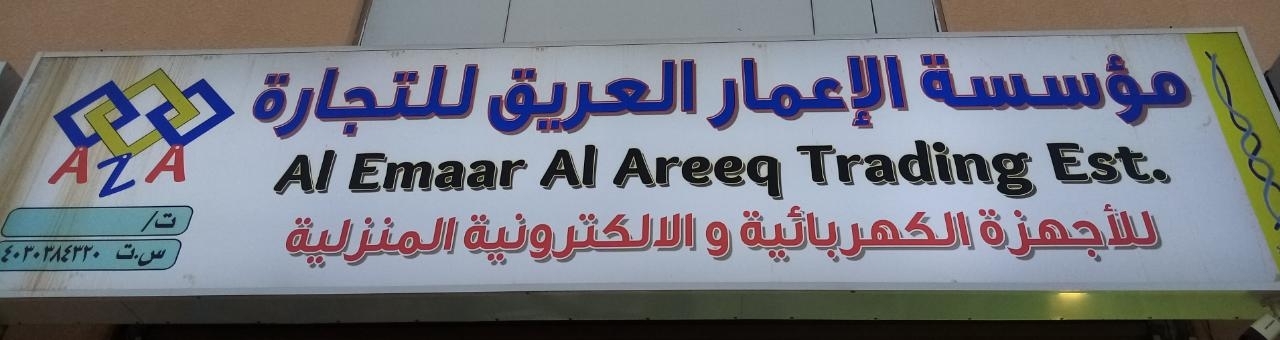 مؤسسة الإعمار العريق للتجارة
Al Emaar Al Areeq Trading Est.
للأجهزة الكهربائية و الالكترونية المنزلية
AZA
ت/
س.ت ٤٠٣٠٣٨٤٣٢٠